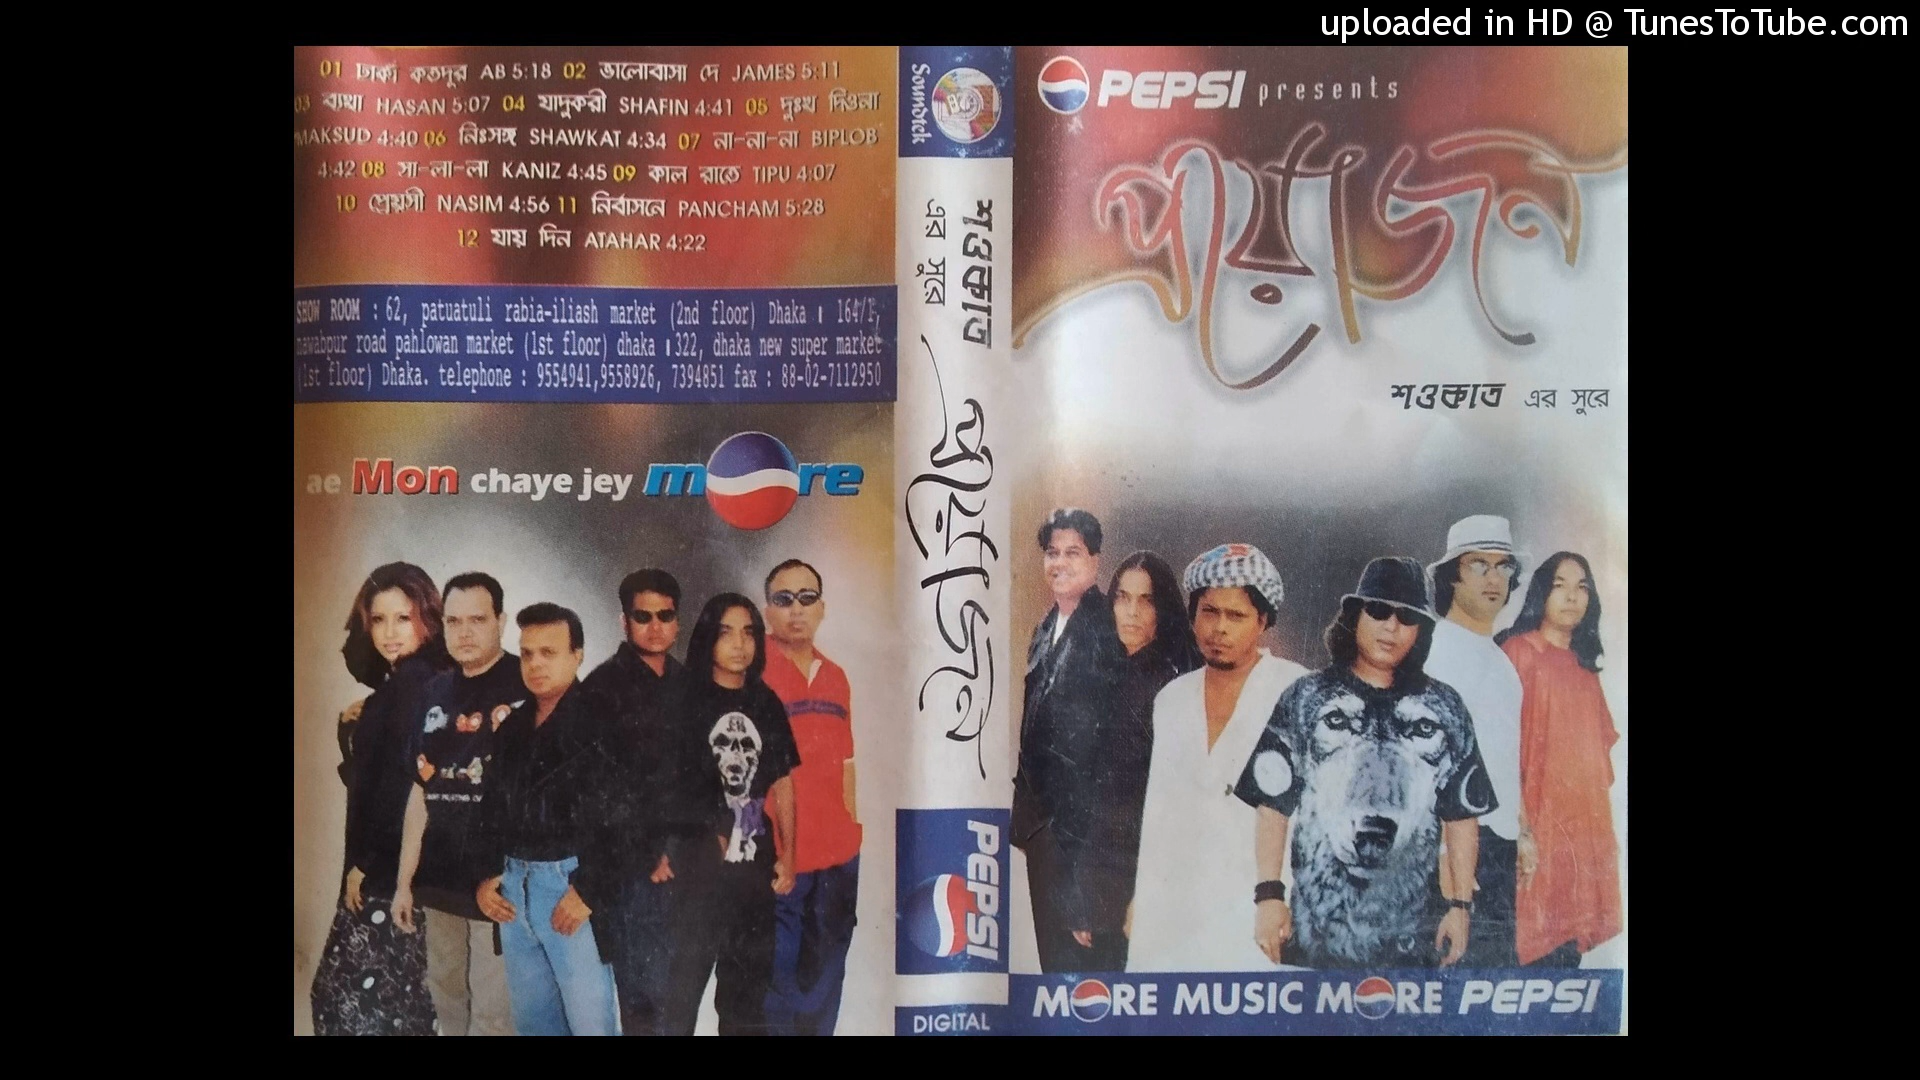 uploaded in HD @ TunesToTube.com
01 ঢাকা কতদুর AB 5:18 02 ভালোবাসা দে JAMES 5:11
03 ব্যথা HASAN 5:07 04 যাদুকরী SHAFIN 4:41 05 দুঃখ দিওনা
MAKSUD 4:40 06 নিঃসঙ্গ SHAWKAT 4:34 07 না-না-না BIPLOB
4:42 08 সা-লা-লা KANIZ 4:45 09 কাল রাতে TIPU 4:07
10 প্রেয়সী NASIM 4:56 11 নির্বাসনে PANCHAM 5:28
12 যায় দিন ATAHAR 4:22
SHOW ROOM : 62, patuatuli rabia-iliash market (2nd floor) Dhaka । 164/1,
nawabpur road pahlowan market (1st floor) dhaka ।322, dhaka new super market
(1st floor) Dhaka. telephone : 9554941,9558926, 7394851 fax : 88-02-7112950
ae Mon chaye jey more
Soundtek
শওকাত
এর সুরে
প্রয়োজন
PEPSI
DIGITAL
PEPSI presents
প্রয়োজন
শওকাত এর সুরে
MORE MUSIC MORE PEPSI